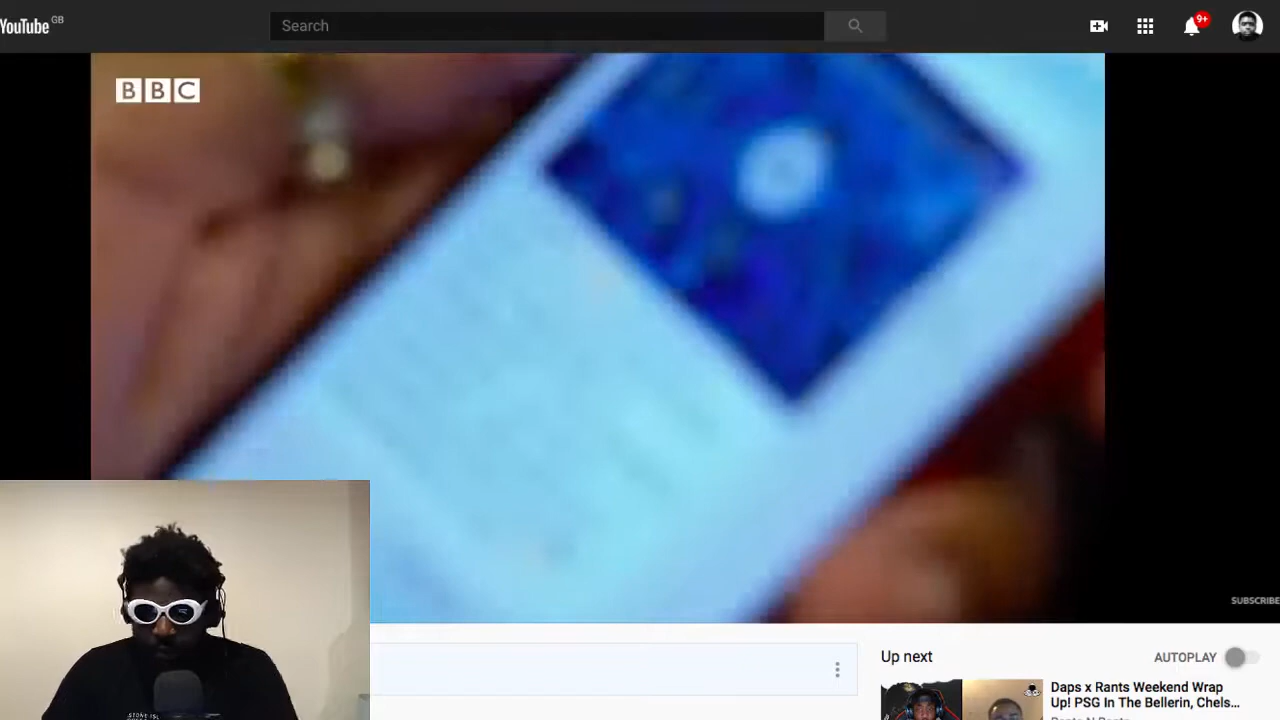 YouTube GB
Search
9+
BBC
SUBSCRIBE
Up next
AUTOPLAY
Daps x Rants Weekend Wrap
Up! PSG In The Bellerin, Chels...